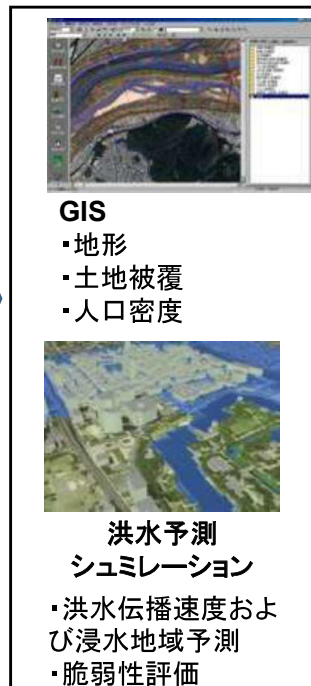 GIS
▪地形
▪土地被覆
▪人口密度
洪水予測
シュミレーション
▪洪水伝播速度およ
び浸水地域予測
▪脆弱性評価